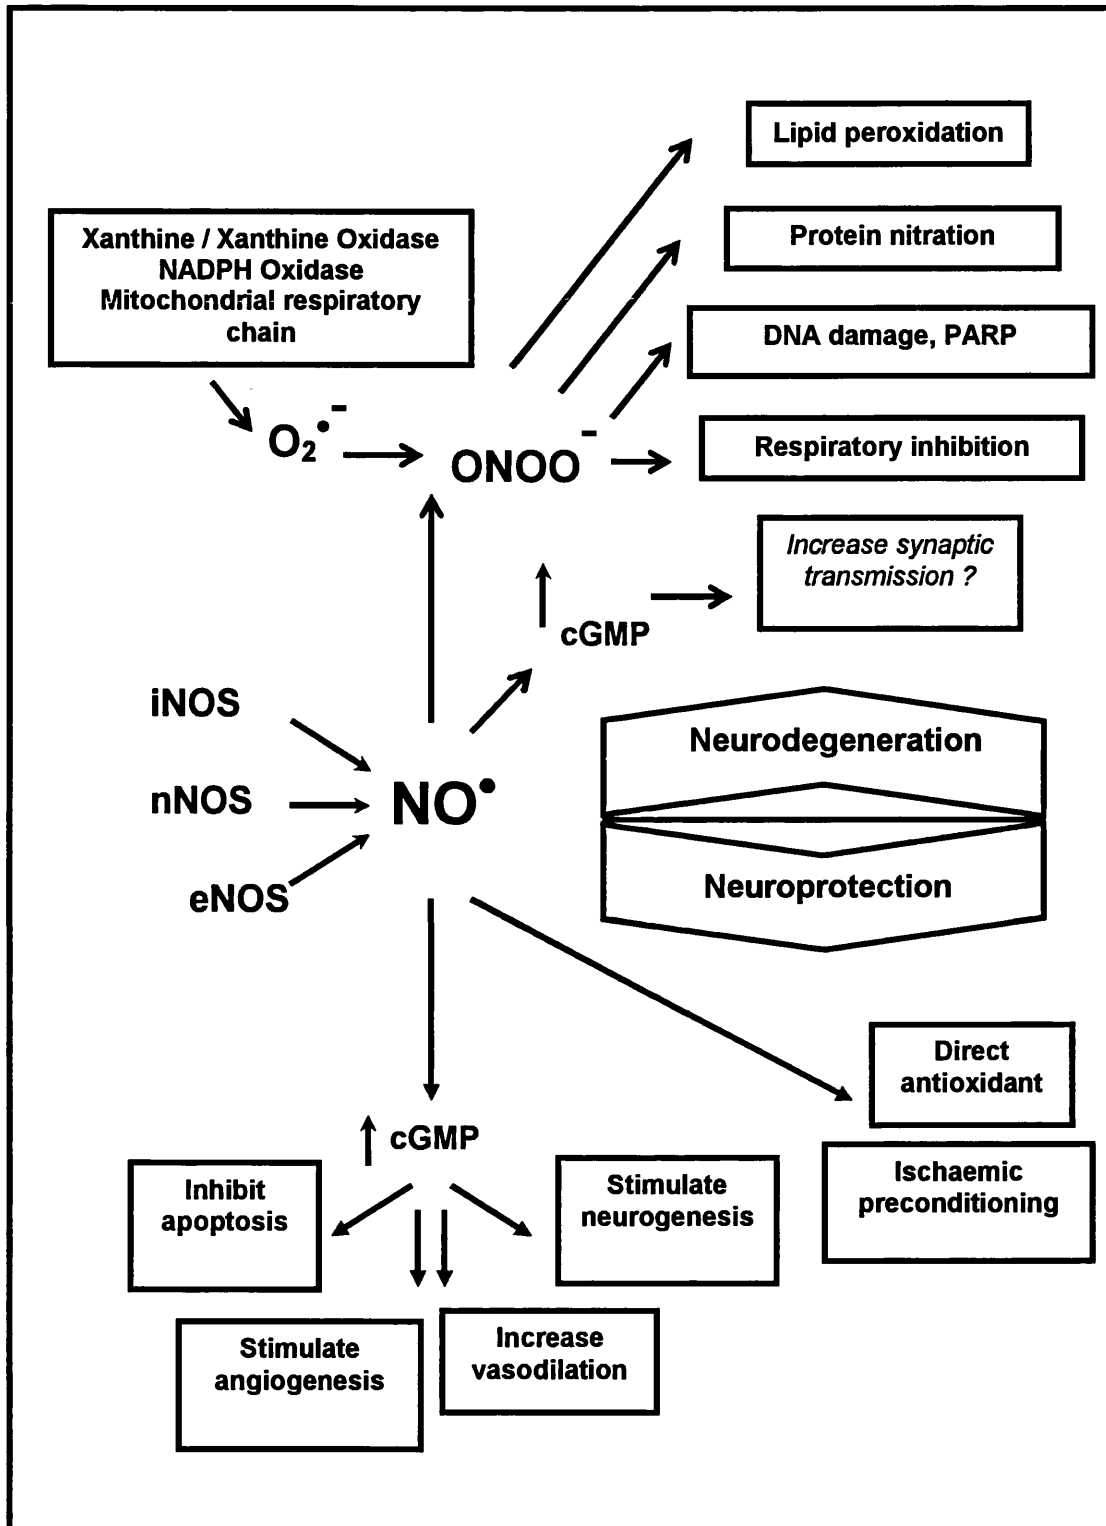 Lipid peroxidation
Xanthine / Xanthine Oxidase
NADPH Oxidase
Mitochondrial respiratory
chain
Protein nitration
DNA damage, PARP
O₂•⁻
ONOO⁻
Respiratory inhibition
Increase synaptic
transmission ?
cGMP
iNOS
nNOS
eNOS
NO•
Neurodegeneration
Neuroprotection
Direct
antioxidant
Ischaemic
preconditioning
cGMP
Inhibit
apoptosis
Stimulate
neurogenesis
Stimulate
angiogenesis
Increase
vasodilation